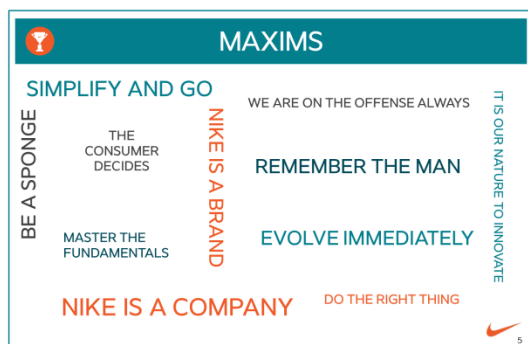 MAXIMS
SIMPLIFY AND GO
WE ARE ON THE OFFENSE ALWAYS
BE A SPONGE
THE
CONSUMER
DECIDES
NIKE IS A BRAND
REMEMBER THE MAN
IT IS OUR NATURE TO INNOVATE
MASTER THE
FUNDAMENTALS
EVOLVE IMMEDIATELY
NIKE IS A COMPANY
DO THE RIGHT THING
5